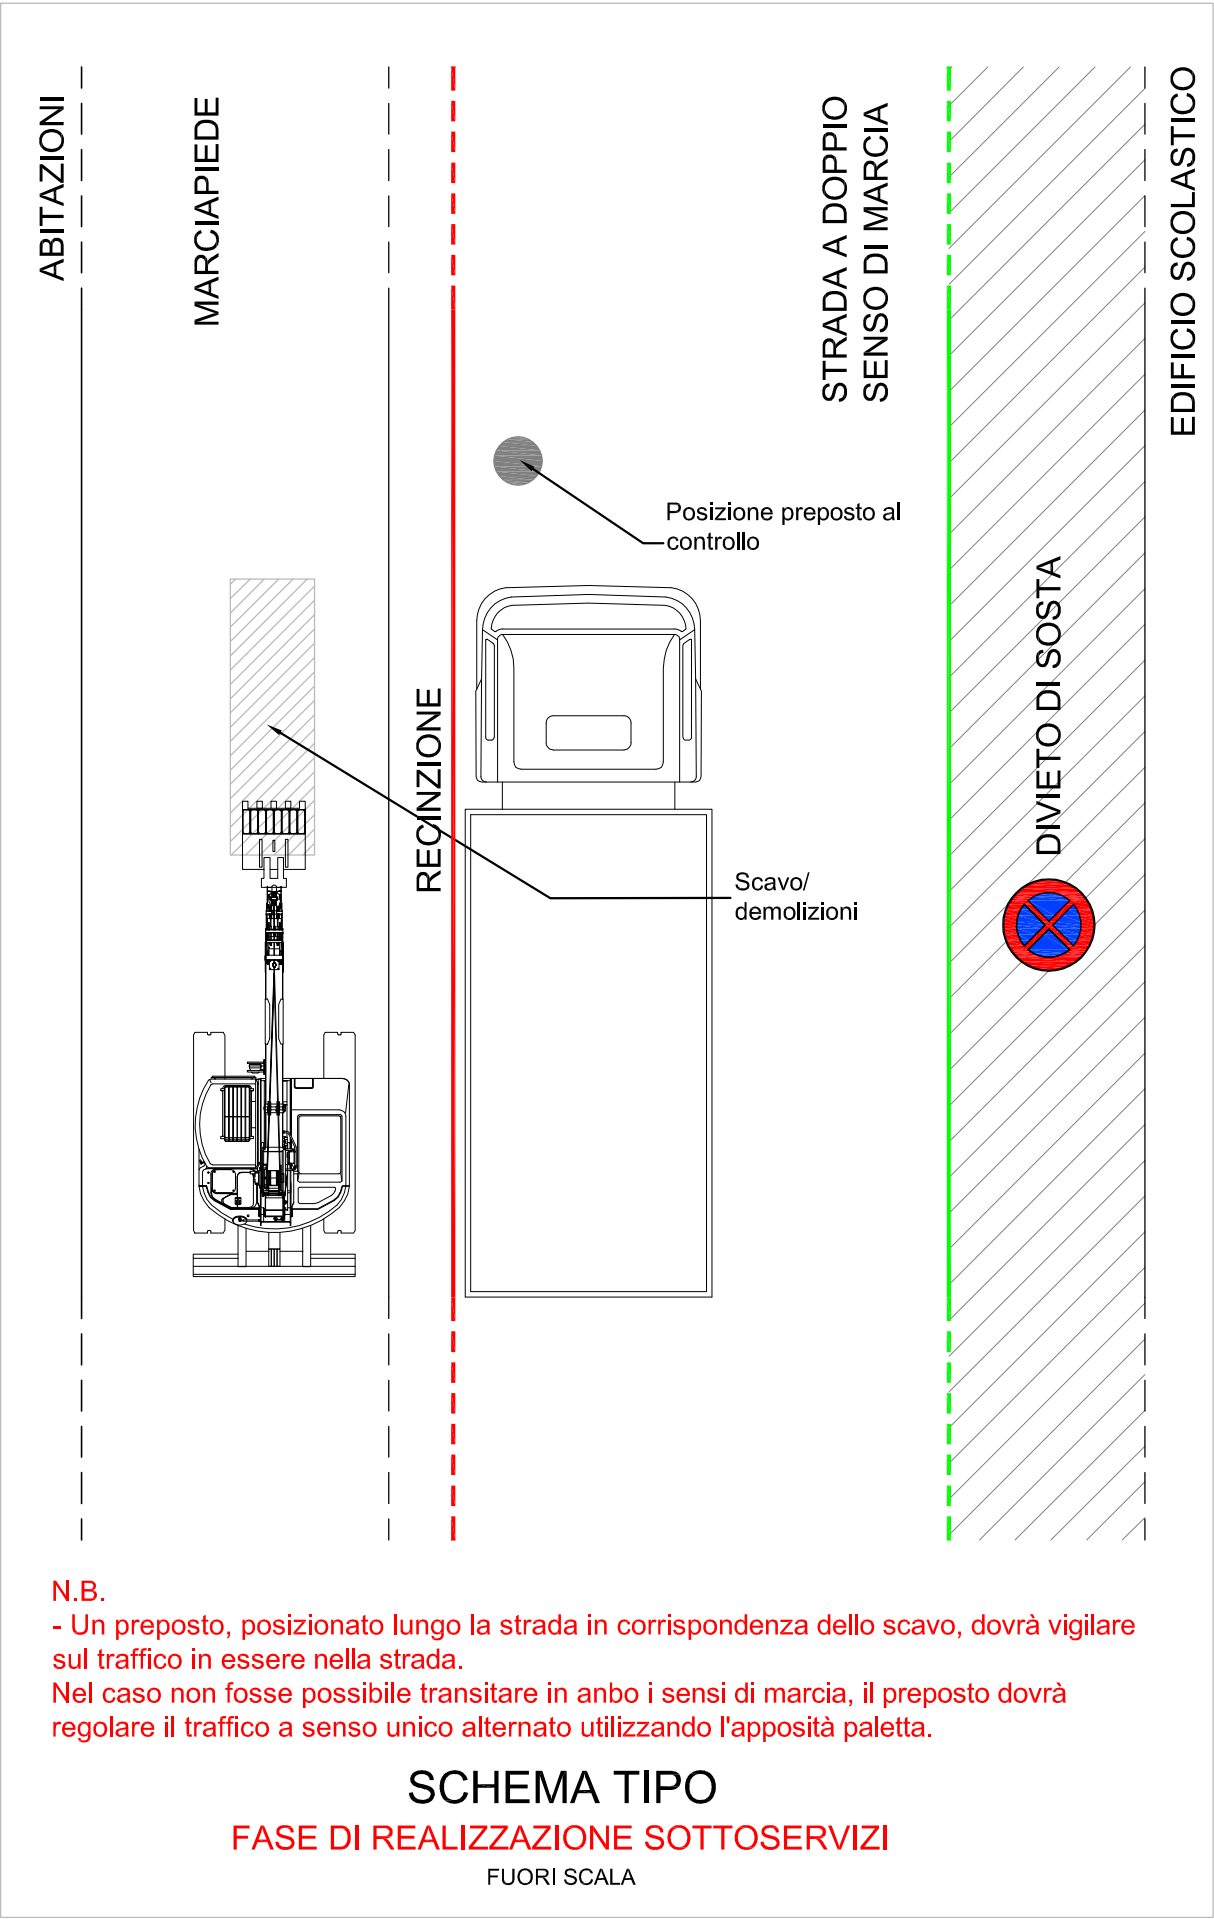 ABITAZIONI
MARCIAPIEDE
STRADA A DOPPIO
SENSO DI MARCIA
EDIFICIO SCOLASTICO
Posizione preposto al
controllo
RECINZIONE
DIVIETO DI SOSTA
Scavo/
demolizioni
N.B.
- Un preposto, posizionato lungo la strada in corrispondenza dello scavo, dovrà vigilare
sul traffico in essere nella strada.
Nel caso non fosse possibile transitare in anbo i sensi di marcia, il preposto dovrà
regolare il traffico a senso unico alternato utilizzando l'apposità paletta.
SCHEMA TIPO
FASE DI REALIZZAZIONE SOTTOSERVIZI
FUORI SCALA